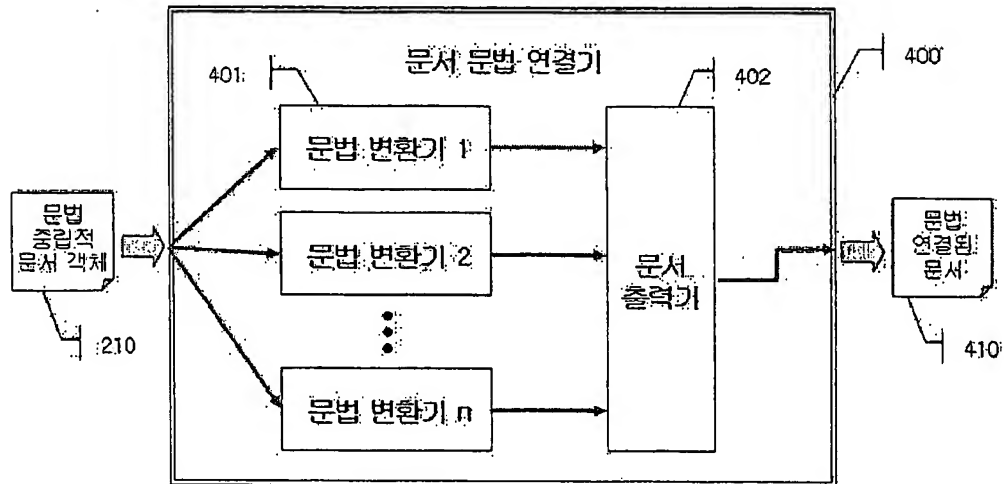 문서 문법 연결기
401
402
400
문법 변환기 1
문법
중립적
문서 객체
210
문법 변환기 2
문서
출력기
문법
연결된
문서
410
문법 변환기 n